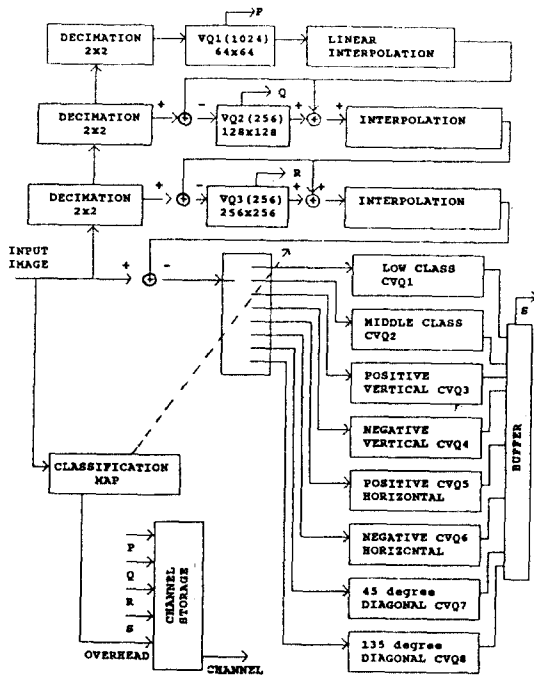 P
DECIMATION
2x2
VQ1(1024)
64x64
LINEAR
INTERPOLATION
Q
DECIMATION
2x2
+
-
+
VQ2(256)
128x128
+
+
+
INTERPOLATION
R
DECIMATION
2x2
+
-
+
VQ3(256)
256x256
+
+
+
INTERPOLATION
INPUT
IMAGE
+
-
+
LOW CLASS
CVQ1
S
MIDDLE CLASS
CVQ2
POSITIVE
VERTICAL CVQ3
NEGATIVE
VERTICAL CVQ4
BUFFER
CLASSIFICATION
MAP
POSITIVE CVQ5
HORIZONTAL
NEGATIVE CVQ6
HORIZONTAL
P
Q
R
S
CHANNEL
STORAGE
45 degree
DIAGONAL CVQ7
OVERHEAD
CHANNEL
135 degree
DIAGONAL CVQ8